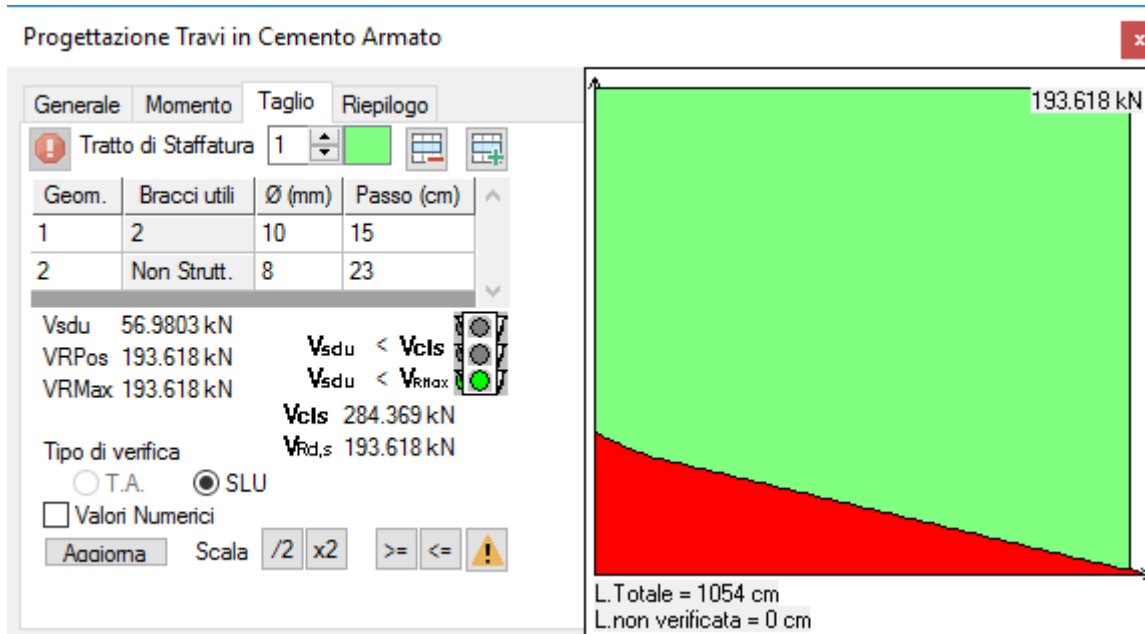 Progettazione Travi in Cemento Armato
x
Generale Momento Taglio Riepilogo
Tratto di Staffatura 1
Geom. Bracci utili Ø (mm) Passo (cm)
1 2 10 15
2 Non Strutt. 8 23
Vsdu 56.9803 kN
VRPos 193.618 kN
VRMax 193.618 kN
Vsdu < Vcls
Vsdu < VRMax
Vcls 284.369 kN
VRd,s 193.618 kN
Tipo di verifica
T.A. SLU
Valori Numerici
Aggiorna Scala /2 x2 >= <=
193.618 kN
L.Totale = 1054 cm
L.non verificata = 0 cm